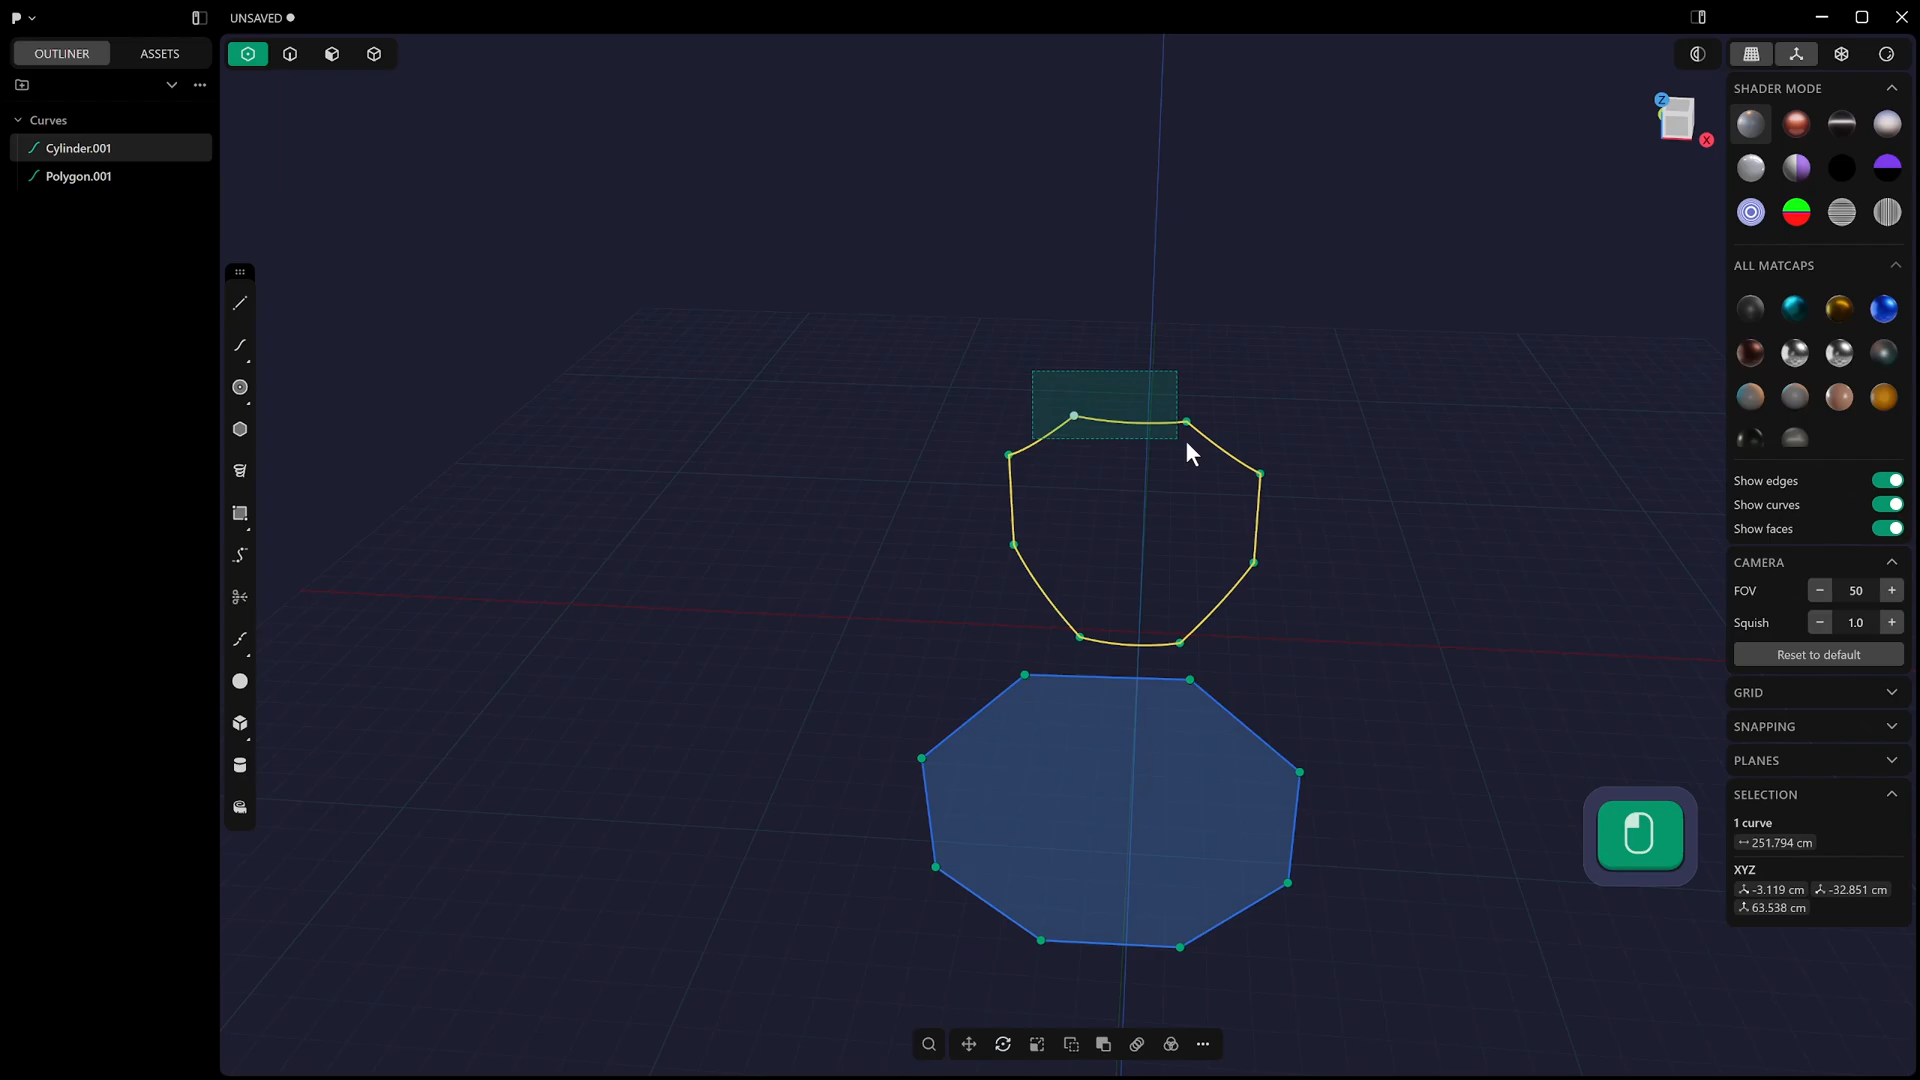 UNSAVED
OUTLINER
ASSETS
Curves
Cylinder.001
Polygon.001
Z
X
SHADER MODE
ALL MATCAPS
Show edges
Show curves
Show faces
CAMERA
FOV − 50 +
Squish − 1.0 +
Reset to default
GRID
SNAPPING
PLANES
SELECTION
1 curve
251.794 cm
XYZ
-3.119 cm -32.851 cm
63.538 cm